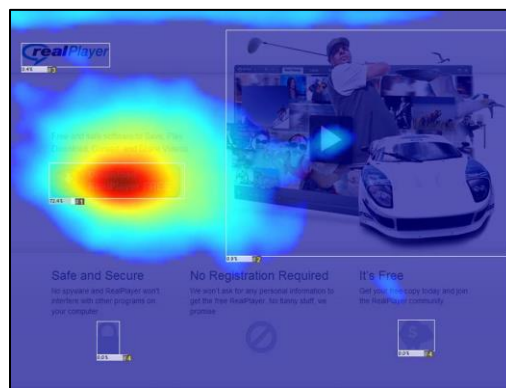 realPlayer
Safe and Secure
No spyware and RealPlayer won't
interfere with other programs on
your computer
No Registration Required
We won't ask for any personal information to
get the free RealPlayer. No funny stuff, we
promise
It's Free
Get your free copy today and join
the RealPlayer community